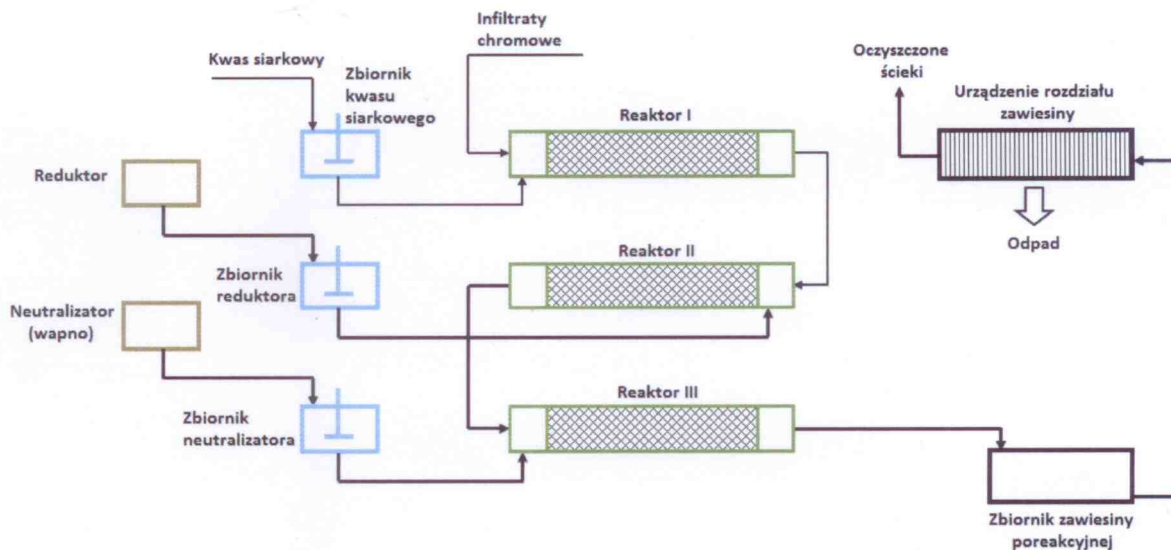 Infiltraty
chromowe
Kwas siarkowy
Zbiornik
kwasu
siarkowego
Oczyszczone
ścieki
Urządzenie rozdziału
zawiesiny
Reaktor I
Reduktor
Odpad
Reaktor II
Zbiornik
reduktora
Neutralizator
(wapno)
Reaktor III
Zbiornik
neutralizatora
Zbiornik zawiesiny
poreakcyjnej